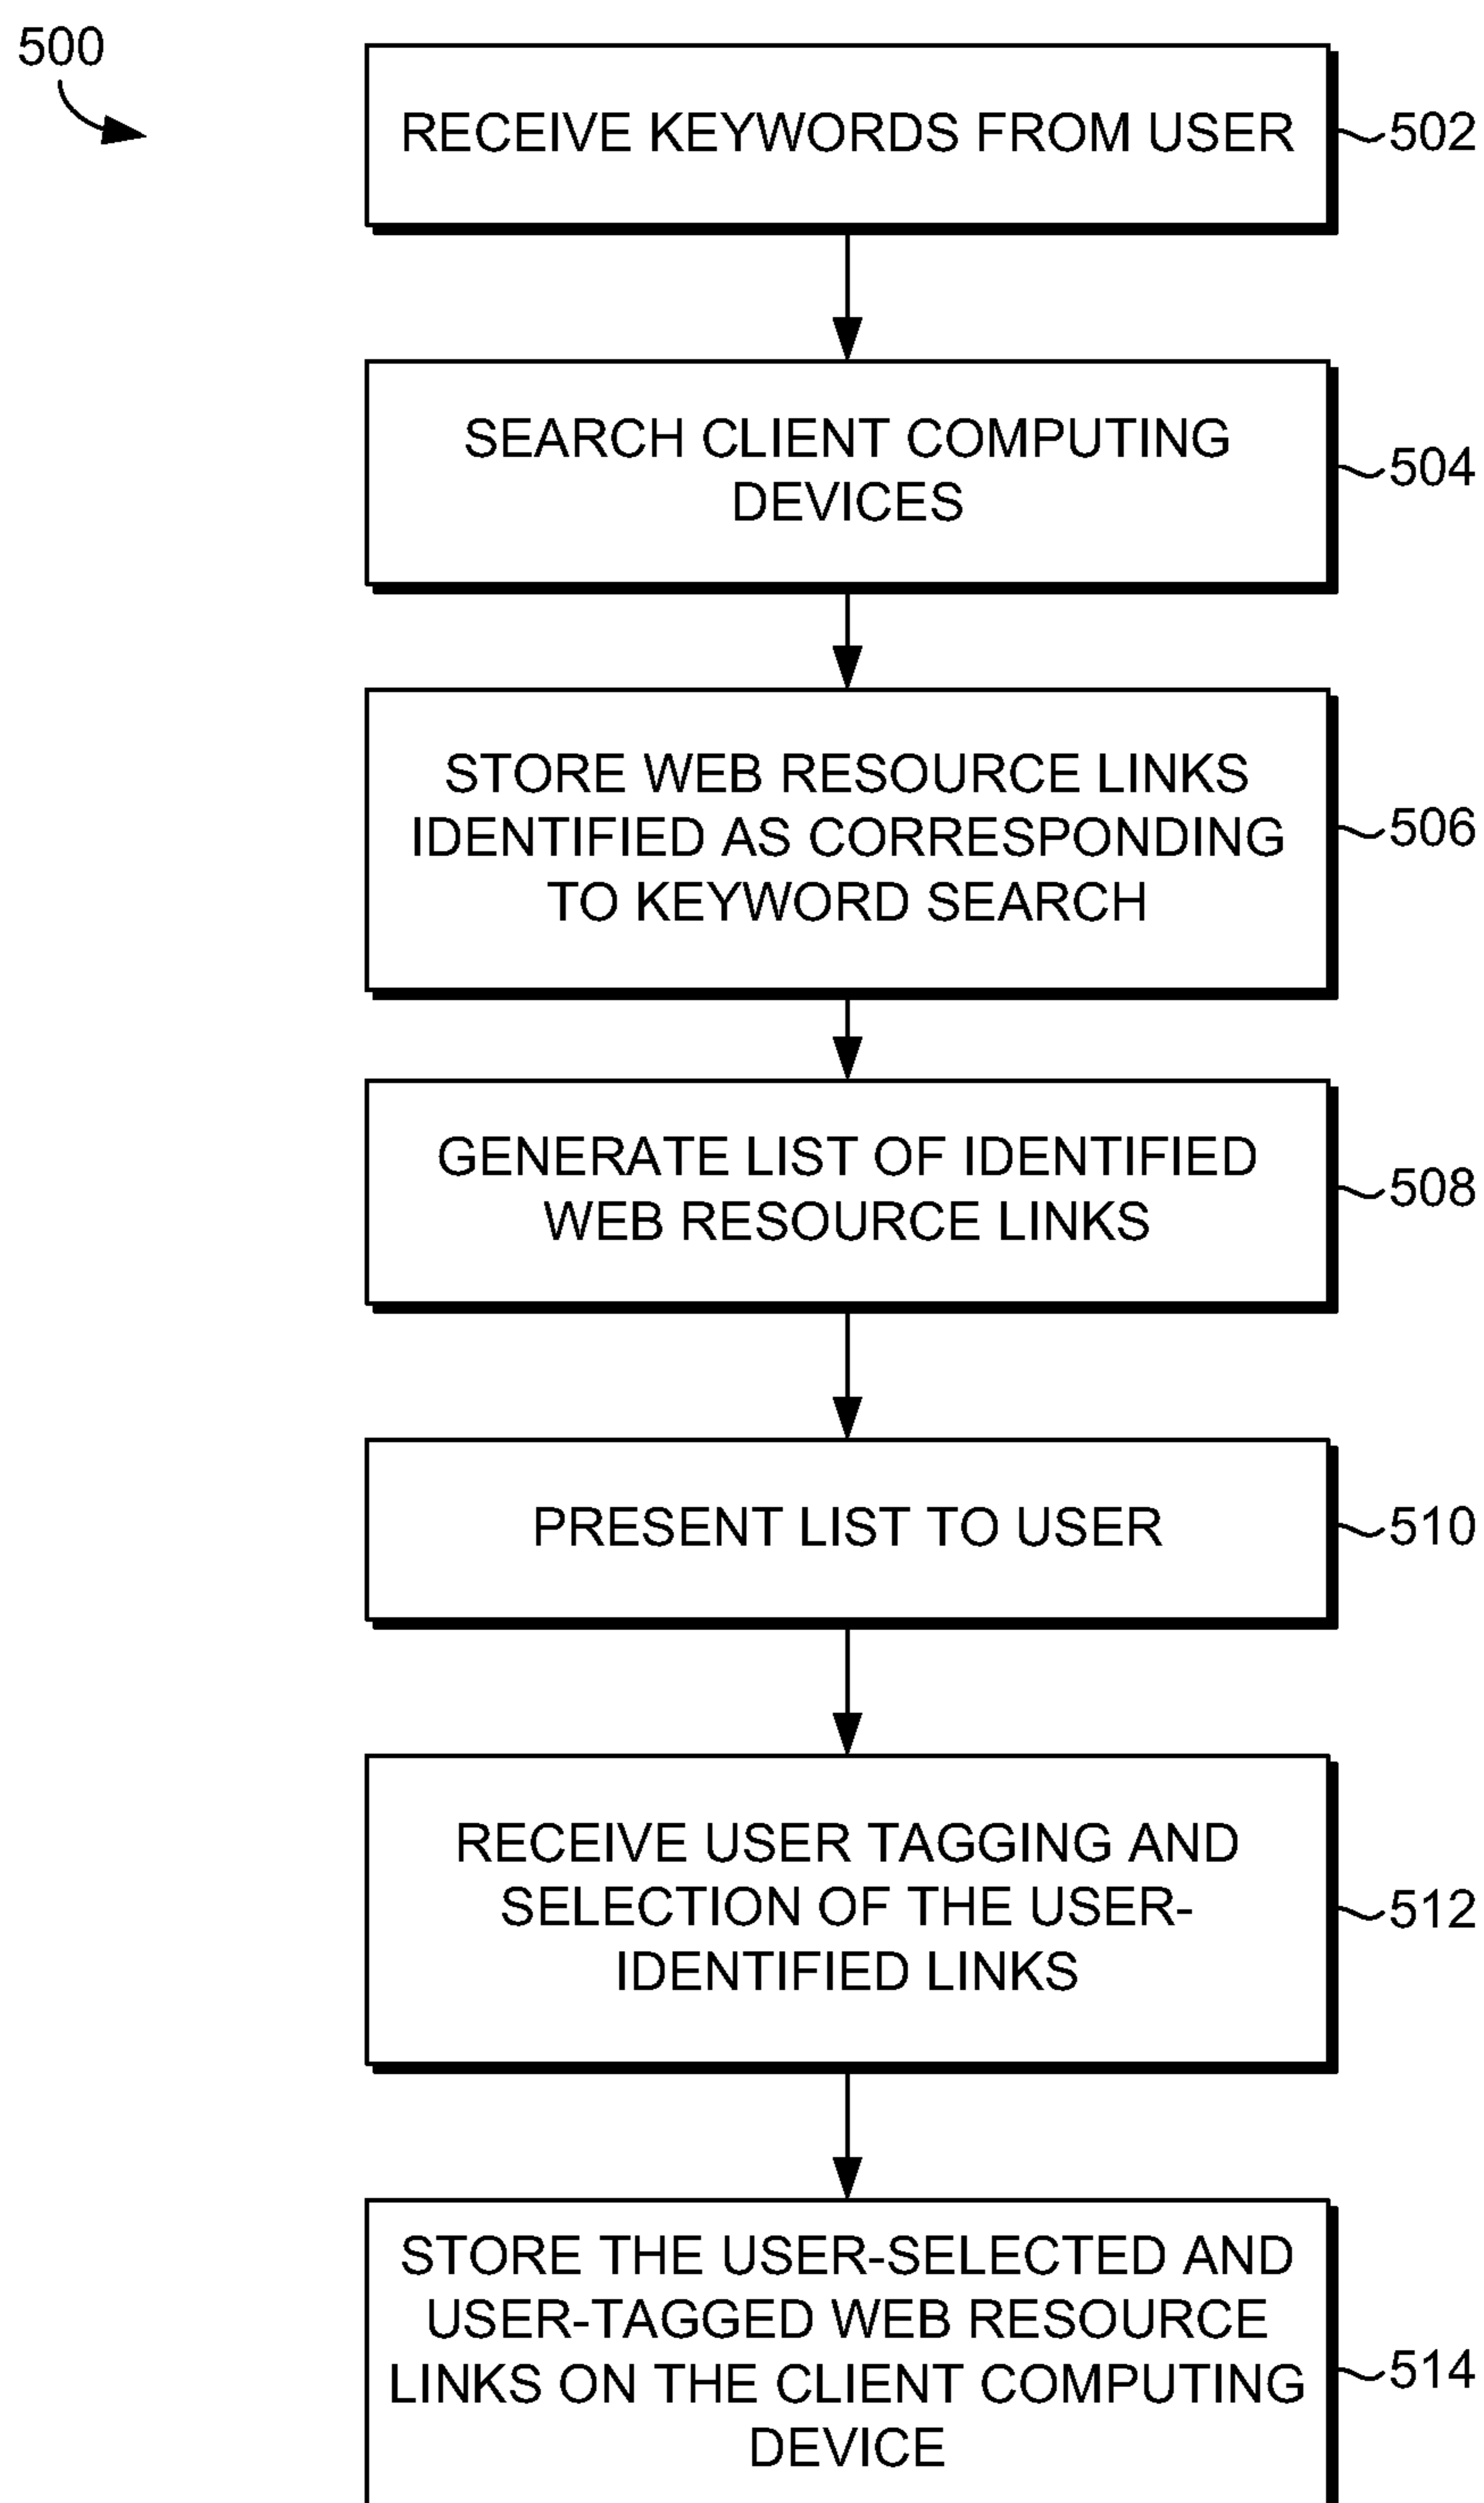 500
RECEIVE KEYWORDS FROM USER
502
SEARCH CLIENT COMPUTING
DEVICES
504
STORE WEB RESOURCE LINKS
IDENTIFIED AS CORRESPONDING
TO KEYWORD SEARCH
506
GENERATE LIST OF IDENTIFIED
WEB RESOURCE LINKS
508
PRESENT LIST TO USER
510
RECEIVE USER TAGGING AND
SELECTION OF THE USER-
IDENTIFIED LINKS
512
STORE THE USER-SELECTED AND
USER-TAGGED WEB RESOURCE
LINKS ON THE CLIENT COMPUTING
DEVICE
514